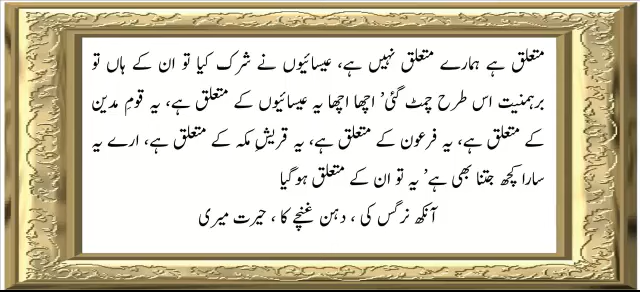 متعلق ہے ہمارے متعلق نہیں ہے، عیسائیوں نے شرک کیا تو ان کے ہاں تو
برہمنیت اس طرح چمٹ گئی’ اچھا اچھا یہ عیسائیوں کے متعلق ہے، یہ قومِ مدین
کے متعلق ہے، یہ فرعون کے متعلق ہے، یہ قریشِ مکہ کے متعلق ہے، ارے یہ
سارا کچھ جتنا بھی ہے’ یہ تو ان کے متعلق ہو گیا
آنکھ نرگس کی ، دہن غنچے کا ، حیرت میری